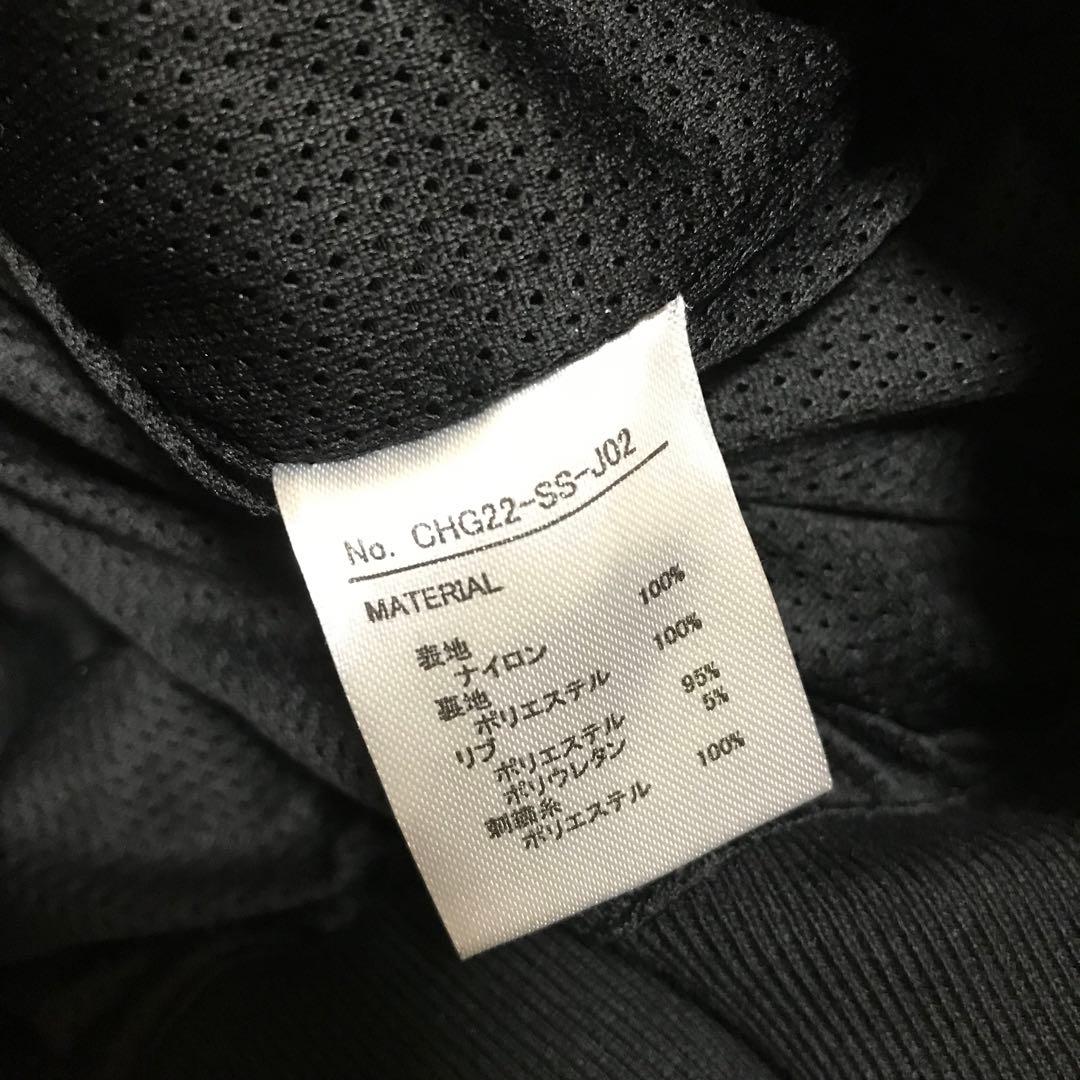 No. CHG22-SS-J02
MATERIAL
表地
ナイロン 100%
裏地
ポリエステル 100%
リブ
ポリエステル 95%
ポリウレタン 5%
刺繍糸
ポリエステル 100%